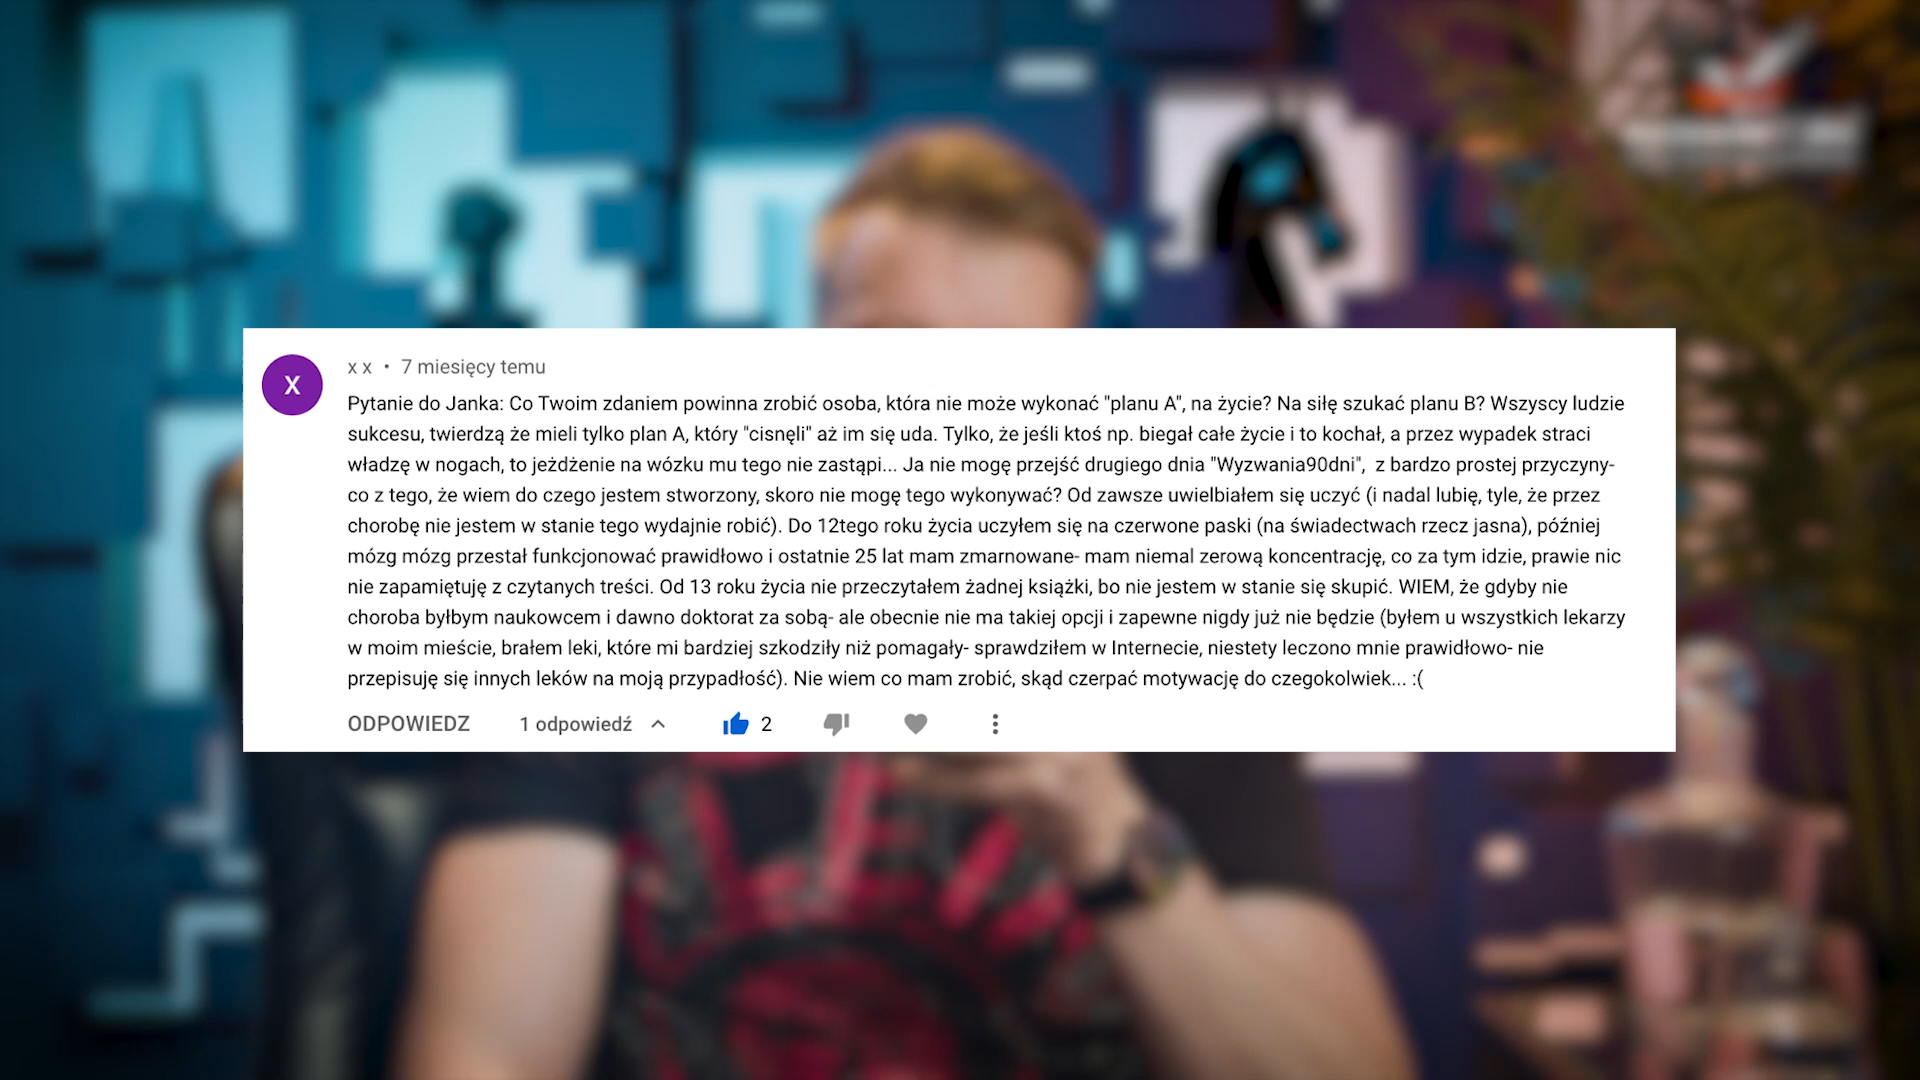 X
x x • 7 miesięcy temu
Pytanie do Janka: Co Twoim zdaniem powinna zrobić osoba, która nie może wykonać "planu A", na życie? Na siłę szukać planu B? Wszyscy ludzie
sukcesu, twierdzą że mieli tylko plan A, który "cisnęli" aż im się uda. Tylko, że jeśli ktoś np. biegał całe życie i to kochał, a przez wypadek straci
władzę w nogach, to jeżdżenie na wózku mu tego nie zastąpi... Ja nie mogę przejść drugiego dnia "Wyzwania90dni", z bardzo prostej przyczyny-
co z tego, że wiem do czego jestem stworzony, skoro nie mogę tego wykonywać? Od zawsze uwielbiałem się uczyć (i nadal lubię, tyle, że przez
chorobę nie jestem w stanie tego wydajnie robić). Do 12tego roku życia uczyłem się na czerwone paski (na świadectwach rzecz jasna), później
mózg mózg przestał funkcjonować prawidłowo i ostatnie 25 lat mam zmarnowane- mam niemal zerową koncentrację, co za tym idzie, prawie nic
nie zapamiętuję z czytanych treści. Od 13 roku życia nie przeczytałem żadnej książki, bo nie jestem w stanie się skupić. WIEM, że gdyby nie
choroba byłbym naukowcem i dawno doktorat za sobą- ale obecnie nie ma takiej opcji i zapewne nigdy już nie będzie (byłem u wszystkich lekarzy
w moim mieście, brałem leki, które mi bardziej szkodziły niż pomagały- sprawdziłem w Internecie, niestety leczono mnie prawidłowo- nie
przepisuję się innych leków na moją przypadłość). Nie wiem co mam zrobić, skąd czerpać motywację do czegokolwiek... :(
ODPOWIEDZ 1 odpowiedź 2